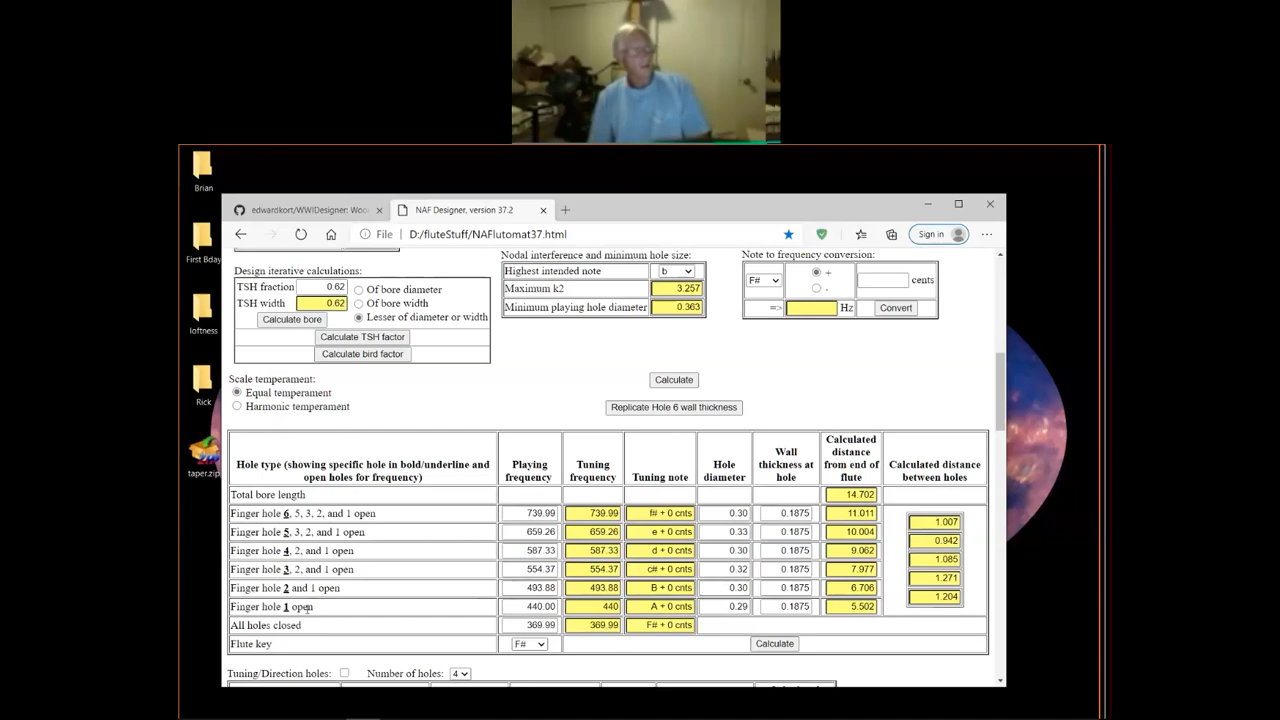 Brian
First Bday
loftness
Rick
taper.zip
edwardkort/WWIDesigner: Woo
NAF Designer, version 37.2
File
D:/fluteStuff/NAFlutomat37.html
Sign in
Design iterative calculations:
TSH fraction 0.62 Of bore diameter
TSH width 0.62 Of bore width
Calculate bore Lesser of diameter or width
Calculate TSH factor
Calculate bird factor
Nodal interference and minimum hole size:
Highest intended note b
Maximum k2 3.257
Minimum playing hole diameter 0.363
Note to frequency conversion:
F# + - cents
=> Hz Convert
Scale temperament:
Equal temperament
Harmonic temperament
Calculate
Replicate Hole 6 wall thickness
Hole type (showing specific hole in bold/underline and open holes for frequency) Playing frequency Tuning frequency Tuning note Hole diameter Wall thickness at hole Calculated distance from end of flute Calculated distance between holes
Total bore length 14.702
Finger hole 6, 5, 3, 2, and 1 open 739.99 739.99 f# + 0 cnts 0.30 0.1875 11.011
1.007
Finger hole 5, 3, 2, and 1 open 659.26 659.26 e + 0 cnts 0.33 0.1875 10.004
0.942
Finger hole 4, 2, and 1 open 587.33 587.33 d + 0 cnts 0.30 0.1875 9.062
1.085
Finger hole 3, 2, and 1 open 554.37 554.37 c# + 0 cnts 0.32 0.1875 7.977
1.271
Finger hole 2 and 1 open 493.88 493.88 B + 0 cnts 0.30 0.1875 6.706
1.204
Finger hole 1 open 440.00 440 A + 0 cnts 0.29 0.1875 5.502
All holes closed 369.99 369.99 F# + 0 cnts
Flute key F# Calculate
Tuning/Direction holes: Number of holes: 4